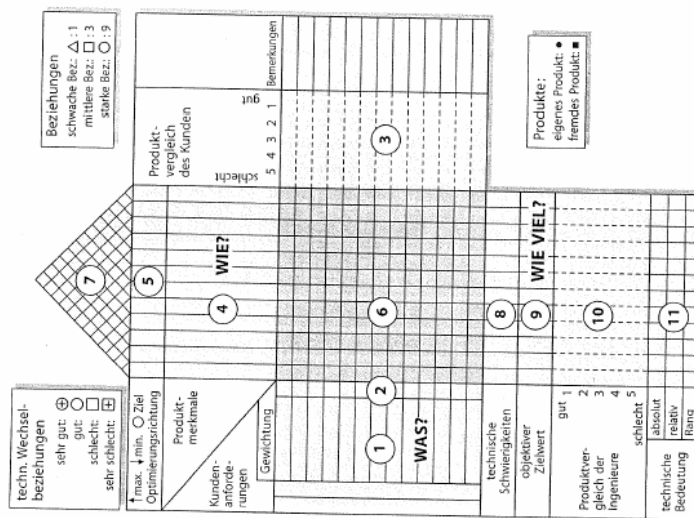 techn. Wechsel-
beziehungen
sehr gut: ⊕
gut: ○
schlecht: □
sehr schlecht: ⊞
7
Beziehungen
schwache Bez.: △ : 1
mittlere Bez.: □ : 3
starke Bez.: ○ : 9
↑ max. ↓ min. ○ Ziel
Optimierungsrichtung
5
Produkt-
merkmale
Kunden-
anforde-
rungen
4
WIE?
Produkt-
vergleich
des Kunden
schlecht
gut
Gewichtung
5 4 3 2 1
Bemerkungen
1
2
6
3
WAS?
technische
Schwierigkeiten
8
objektiver
Zielwert
9
WIE VIEL?
Produktver-
gleich der
Ingenieure
gut 1
2
3
4
schlecht 5
10
technische
Bedeutung
absolut
relativ
Rang
11
Produkte:
eigenes Produkt: ●
fremdes Produkt: ■